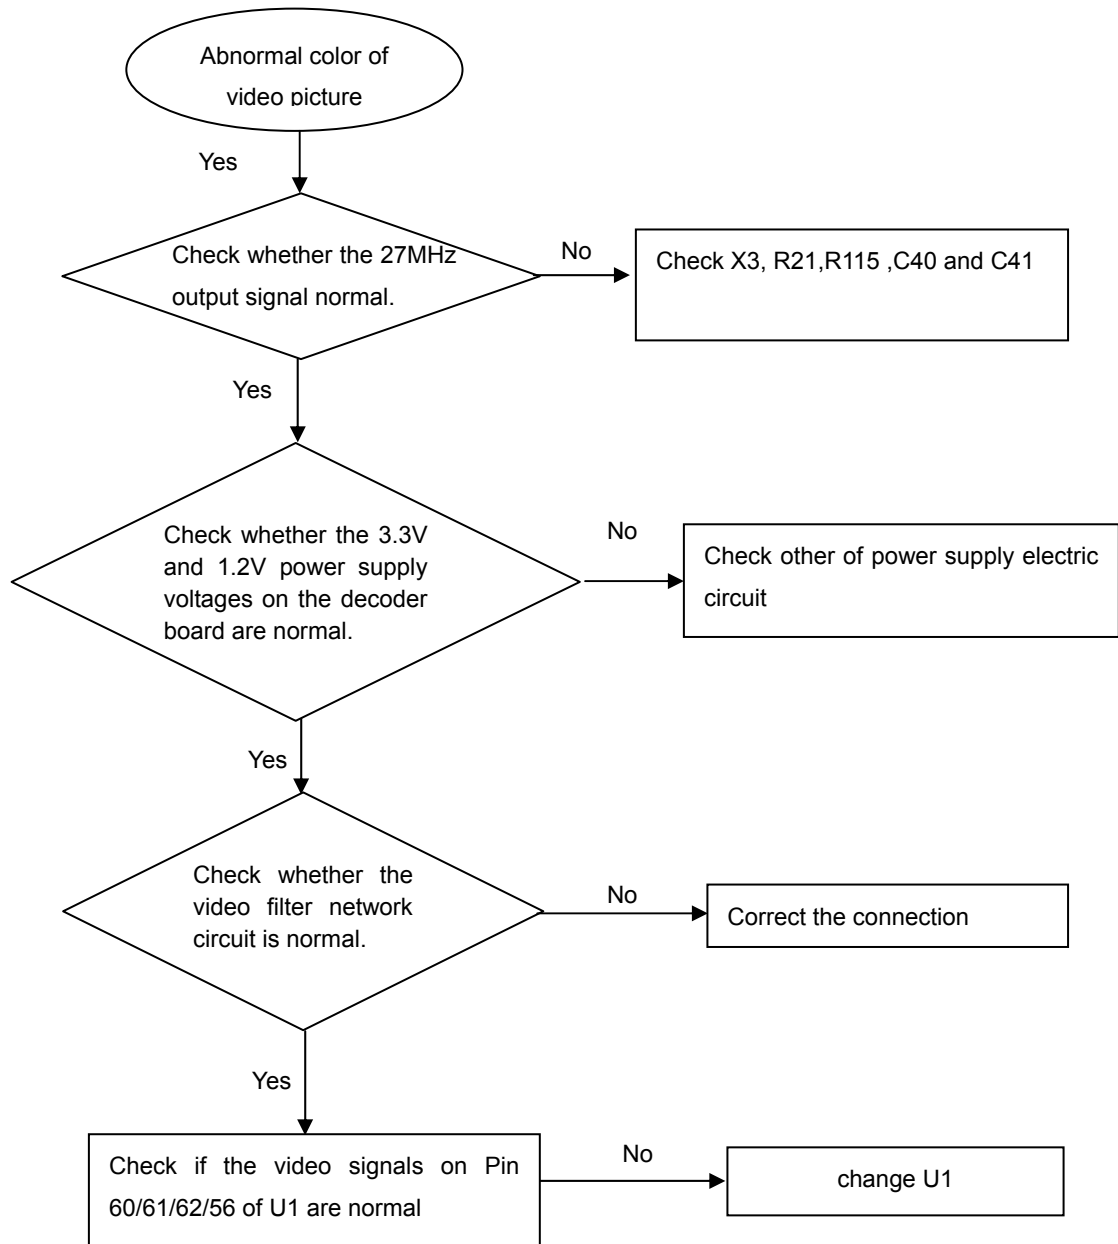 Abnormal color of
video picture
Yes
Check whether the 27MHz
output signal normal.
No
Check X3, R21,R115 ,C40 and C41
Yes
Check whether the 3.3V
and 1.2V power supply
voltages on the decoder
board are normal.
No
Check other of power supply electric
circuit
Yes
Check whether the
video filter network
circuit is normal.
No
Correct the connection
Yes
Check if the video signals on Pin
60/61/62/56 of U1 are normal
No
change U1